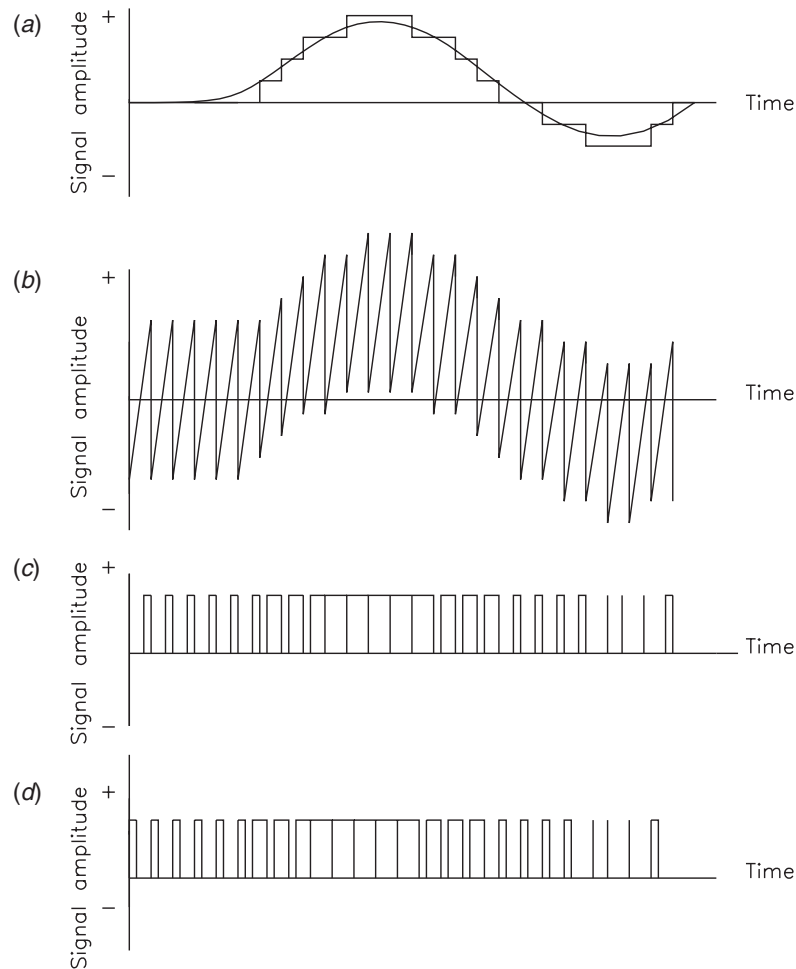 (a)
Signal amplitude
+
−
Time
(b)
Signal amplitude
+
−
Time
(c)
Signal amplitude
+
−
Time
(d)
Signal amplitude
+
−
Time